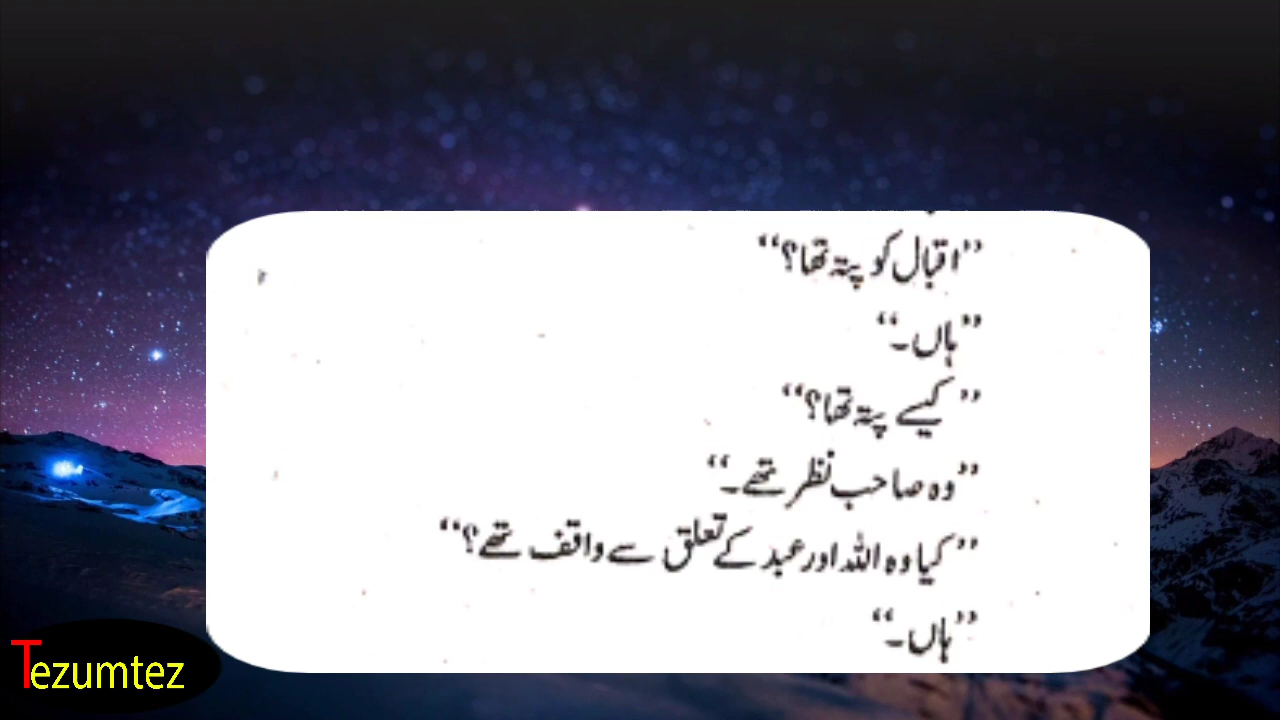 ”اقبال کو پتہ تھا؟“
”ہاں۔“
”کیسے پتہ تھا؟“
”وہ صاحب نظر تھے۔“
”کیا وہ اللہ اور عبد کے تعلق سے واقف تھے؟“
”ہاں۔“
Tezumtez